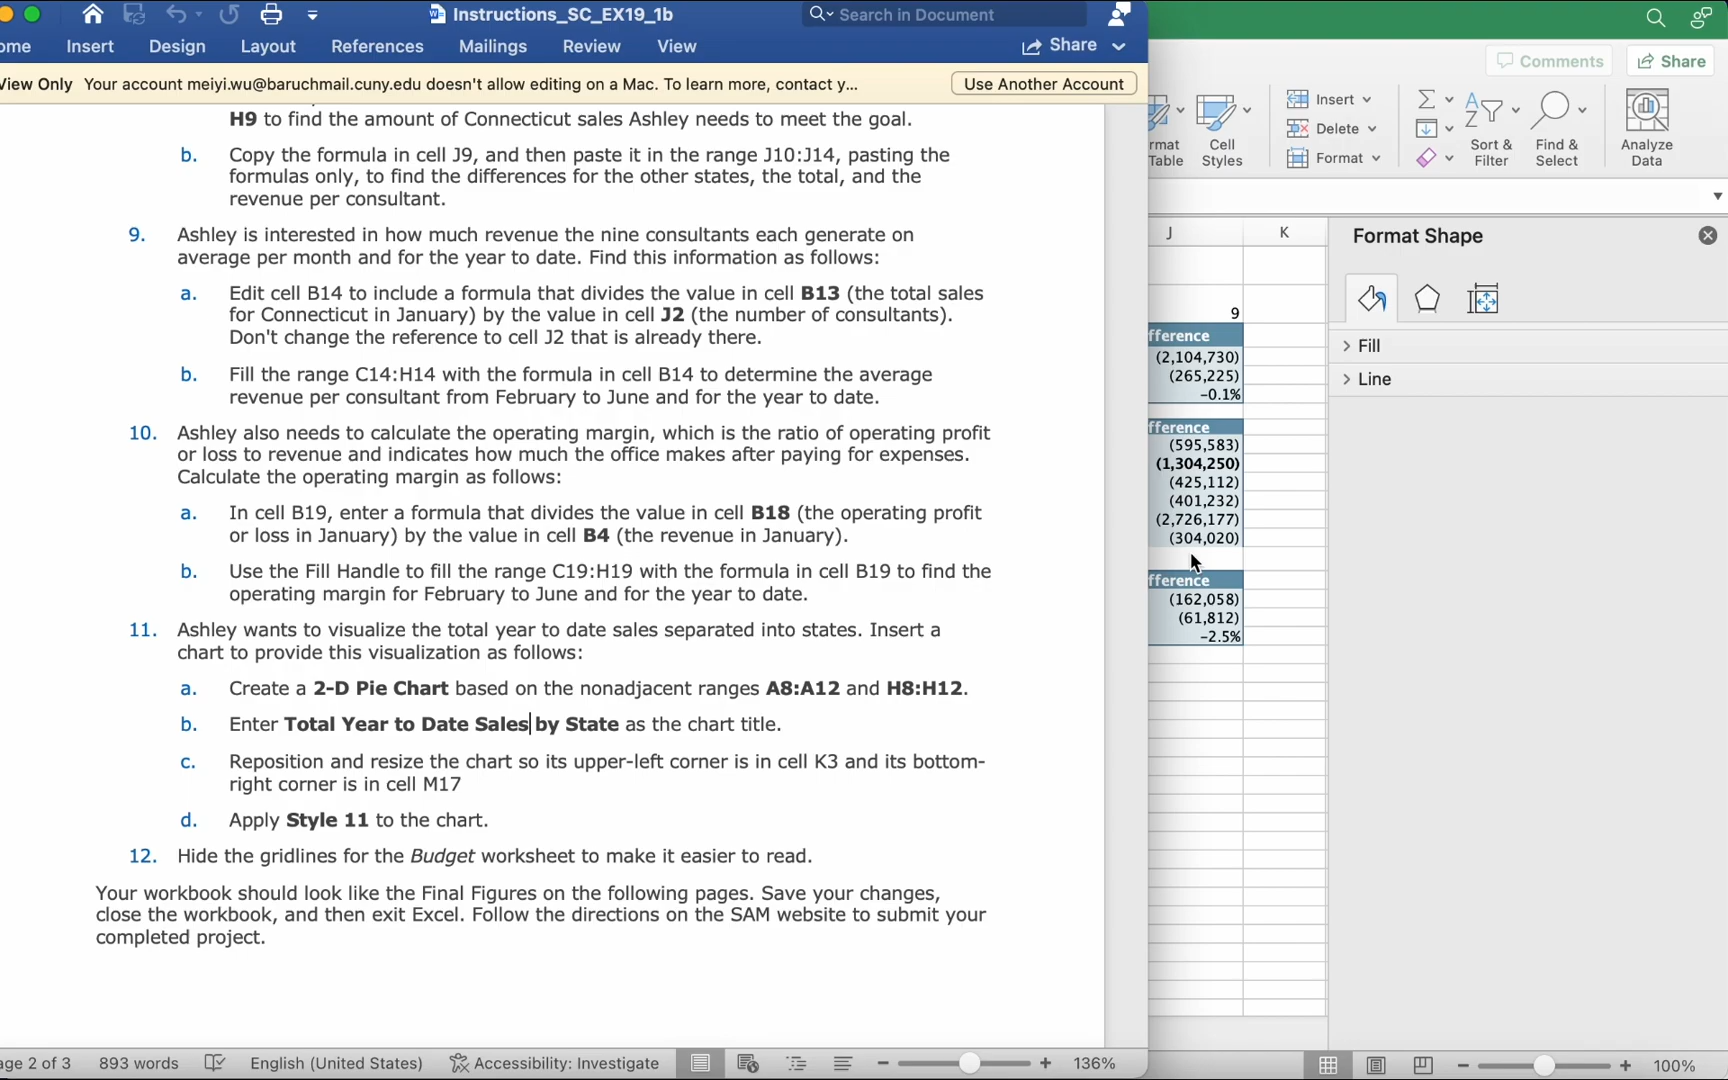 Instructions_SC_EX19_1b
Search in Document
ome Insert Design Layout References Mailings Review View Share
View Only Your account meiyi.wu@baruchmail.cuny.edu doesn't allow editing on a Mac. To learn more, contact y... Use Another Account
H9 to find the amount of Connecticut sales Ashley needs to meet the goal.
b. Copy the formula in cell J9, and then paste it in the range J10:J14, pasting the
formulas only, to find the differences for the other states, the total, and the
revenue per consultant.
9. Ashley is interested in how much revenue the nine consultants each generate on
average per month and for the year to date. Find this information as follows:
a. Edit cell B14 to include a formula that divides the value in cell B13 (the total sales
for Connecticut in January) by the value in cell J2 (the number of consultants).
Don't change the reference to cell J2 that is already there.
b. Fill the range C14:H14 with the formula in cell B14 to determine the average
revenue per consultant from February to June and for the year to date.
10. Ashley also needs to calculate the operating margin, which is the ratio of operating profit
or loss to revenue and indicates how much the office makes after paying for expenses.
Calculate the operating margin as follows:
a. In cell B19, enter a formula that divides the value in cell B18 (the operating profit
or loss in January) by the value in cell B4 (the revenue in January).
b. Use the Fill Handle to fill the range C19:H19 with the formula in cell B19 to find the
operating margin for February to June and for the year to date.
11. Ashley wants to visualize the total year to date sales separated into states. Insert a
chart to provide this visualization as follows:
a. Create a 2-D Pie Chart based on the nonadjacent ranges A8:A12 and H8:H12.
b. Enter Total Year to Date Sales by State as the chart title.
c. Reposition and resize the chart so its upper-left corner is in cell K3 and its bottom-
right corner is in cell M17
d. Apply Style 11 to the chart.
12. Hide the gridlines for the Budget worksheet to make it easier to read.
Your workbook should look like the Final Figures on the following pages. Save your changes,
close the workbook, and then exit Excel. Follow the directions on the SAM website to submit your
completed project.
age 2 of 3 893 words English (United States) Accessibility: Investigate 136%
Comments Share
rmat
Table
Cell
Styles
Insert
Delete
Format
Sort &
Filter
Find &
Select
Analyze
Data
J K
9
fference
(2,104,730)
(265,225)
-0.1%
fference
(595,583)
(1,304,250)
(425,112)
(401,232)
(2,726,177)
(304,020)
fference
(162,058)
(61,812)
-2.5%
Format Shape
Fill
Line
100%